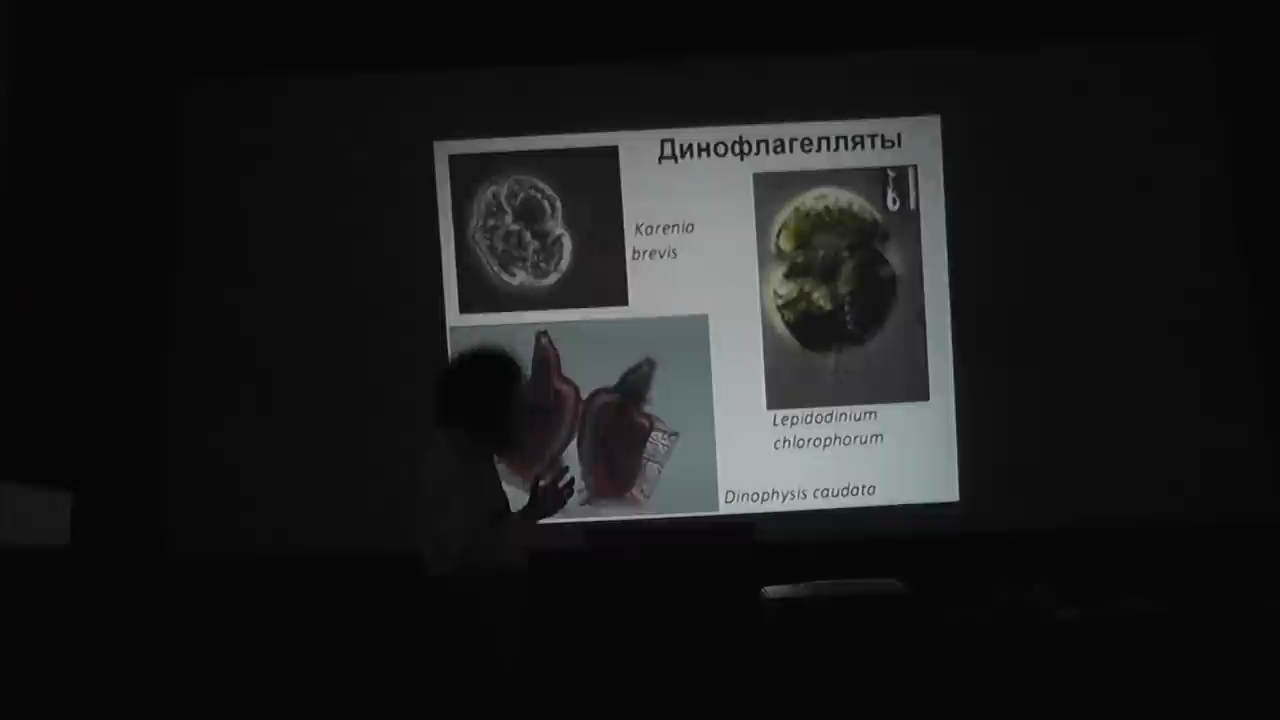 Динофлагелляты
Karenia
brevis
Lepidodinium
chlorophorum
Dinophysis caudata